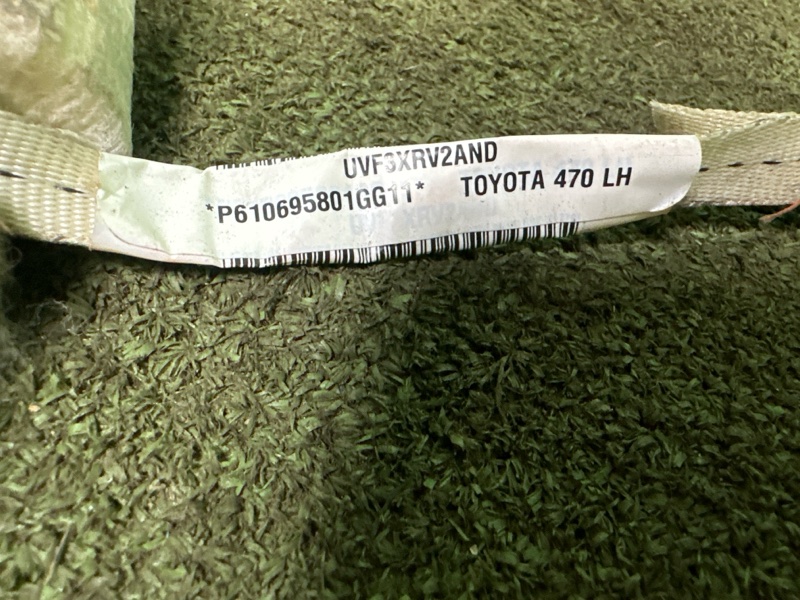 UVF3XRV2AND
*P610695801GG11* TOYOTA 470 LH